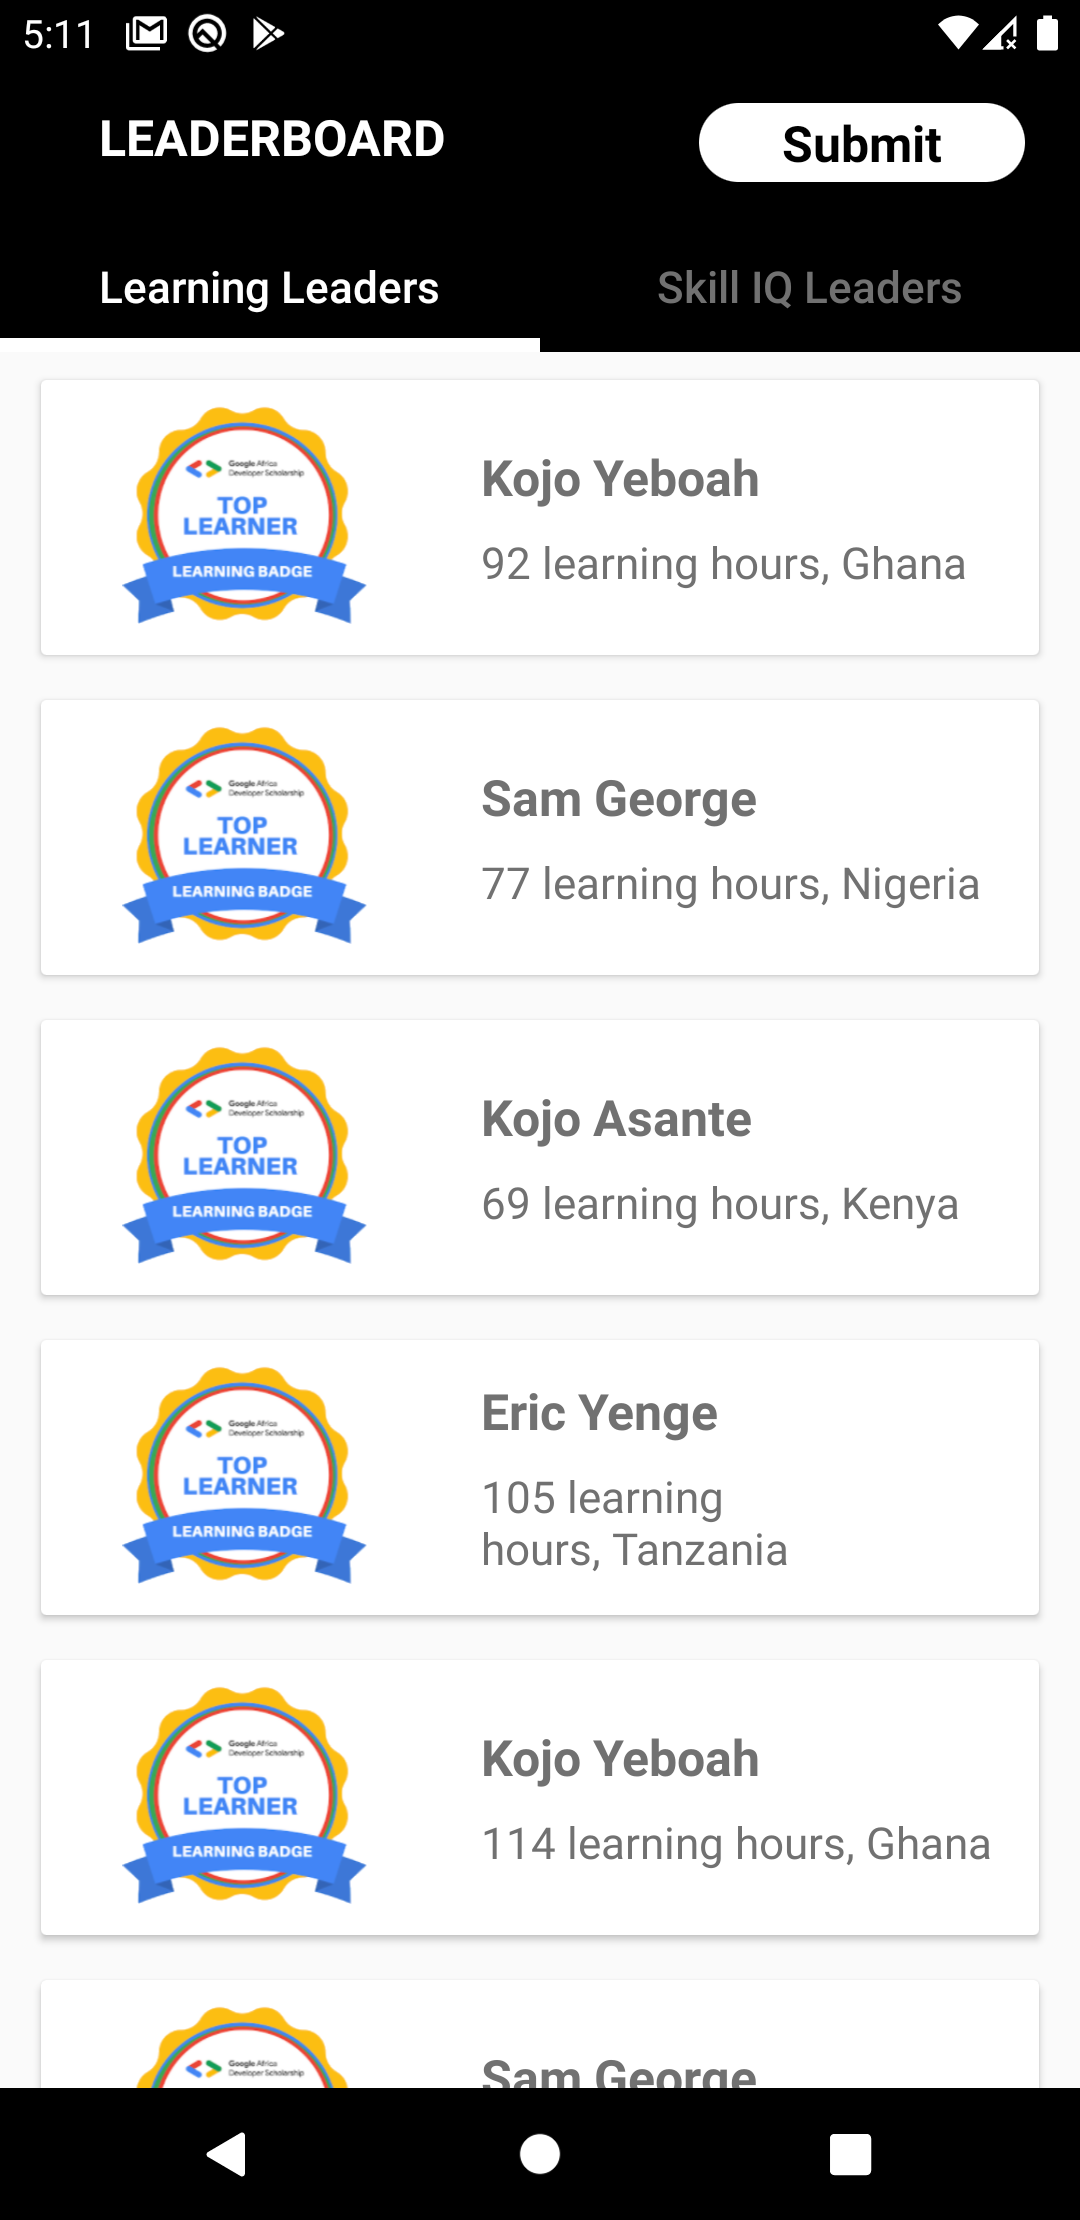 5:11
LEADERBOARD
Submit
Learning Leaders
Skill IQ Leaders
Google Africa
Developer Scholarship
TOP
LEARNER
LEARNING BADGE
Kojo Yeboah
92 learning hours, Ghana
Google Africa
Developer Scholarship
TOP
LEARNER
LEARNING BADGE
Sam George
77 learning hours, Nigeria
Google Africa
Developer Scholarship
TOP
LEARNER
LEARNING BADGE
Kojo Asante
69 learning hours, Kenya
Google Africa
Developer Scholarship
TOP
LEARNER
LEARNING BADGE
Eric Yenge
105 learning
hours, Tanzania
Google Africa
Developer Scholarship
TOP
LEARNER
LEARNING BADGE
Kojo Yeboah
114 learning hours, Ghana
Google Africa
Developer Scholarship
Sam George